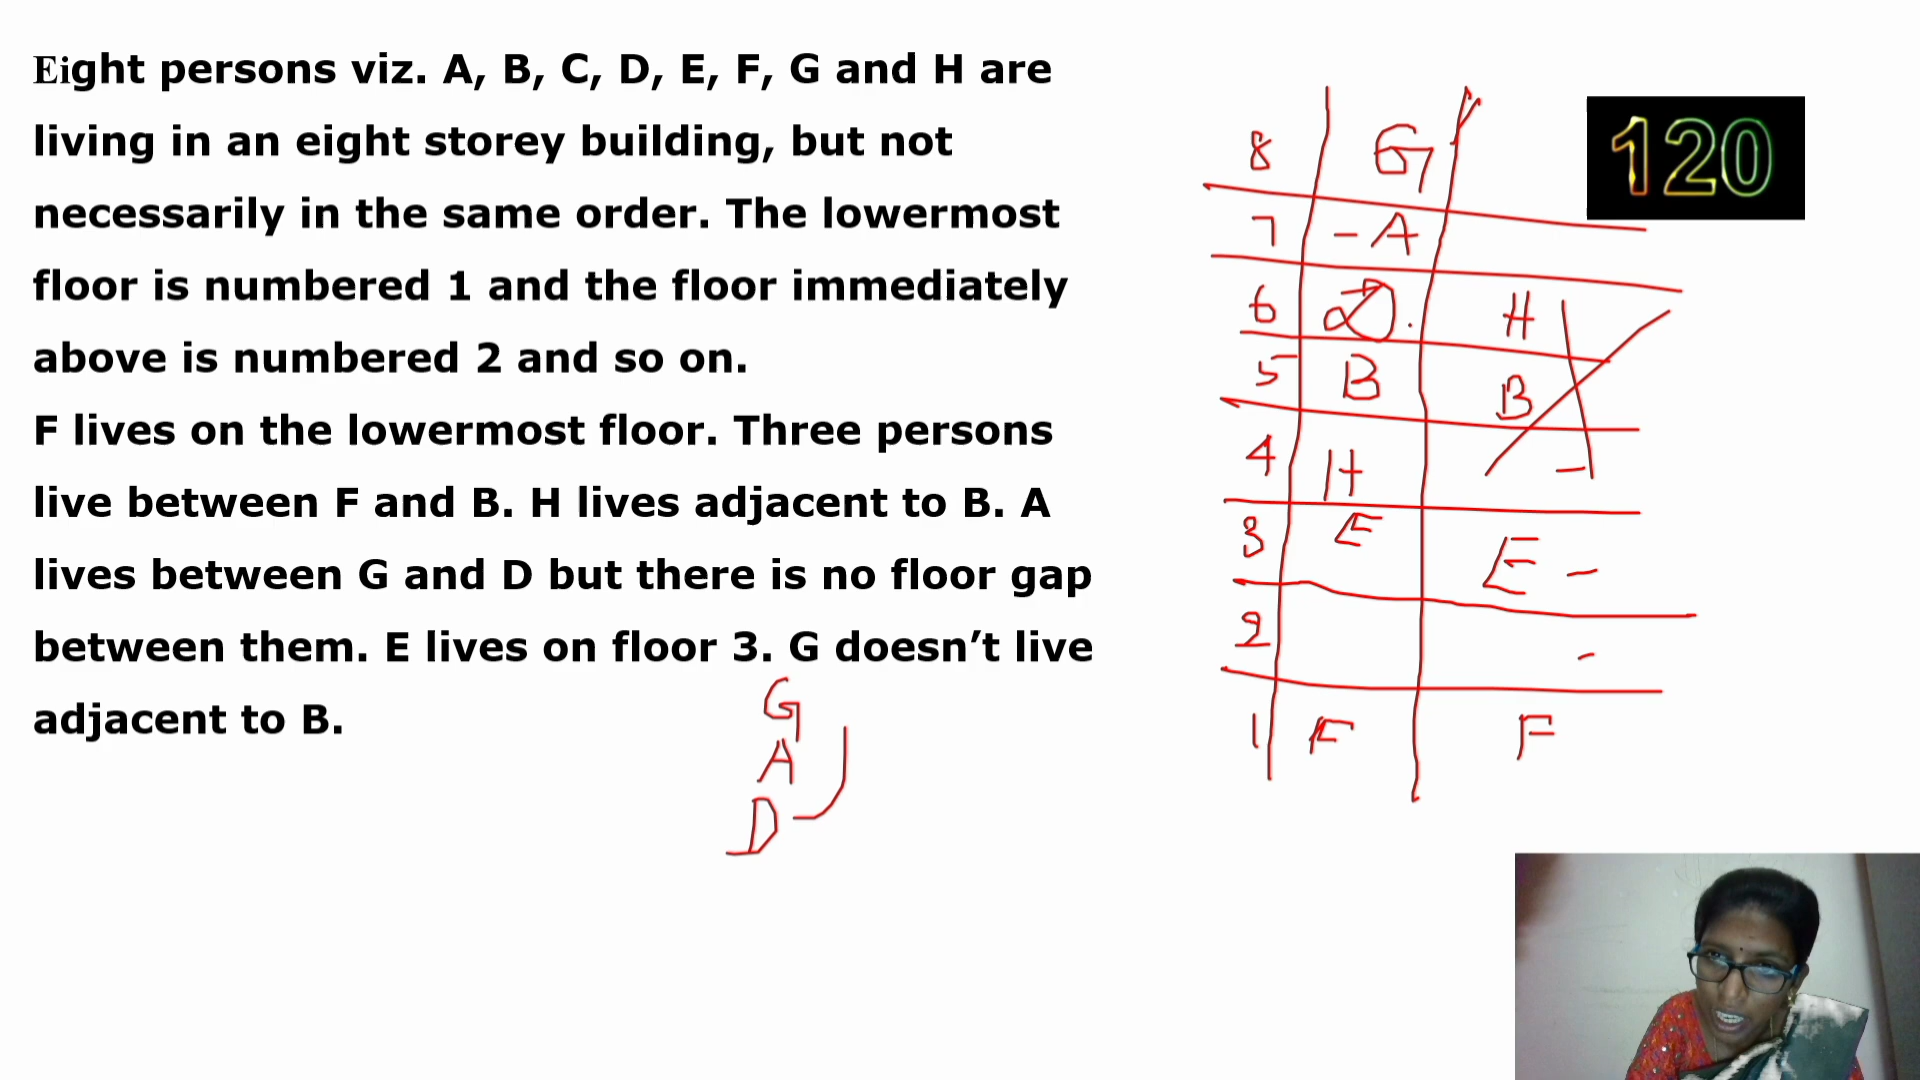 Eight persons viz. A, B, C, D, E, F, G and H are
living in an eight storey building, but not
necessarily in the same order. The lowermost
floor is numbered 1 and the floor immediately
above is numbered 2 and so on.
F lives on the lowermost floor. Three persons
live between F and B. H lives adjacent to B. A
lives between G and D but there is no floor gap
between them. E lives on floor 3. G doesn’t live
adjacent to B.
G
A
D
8 G
7 - A
6 D H
5 B B
4 H
3 E E -
2 -
1 F F
120